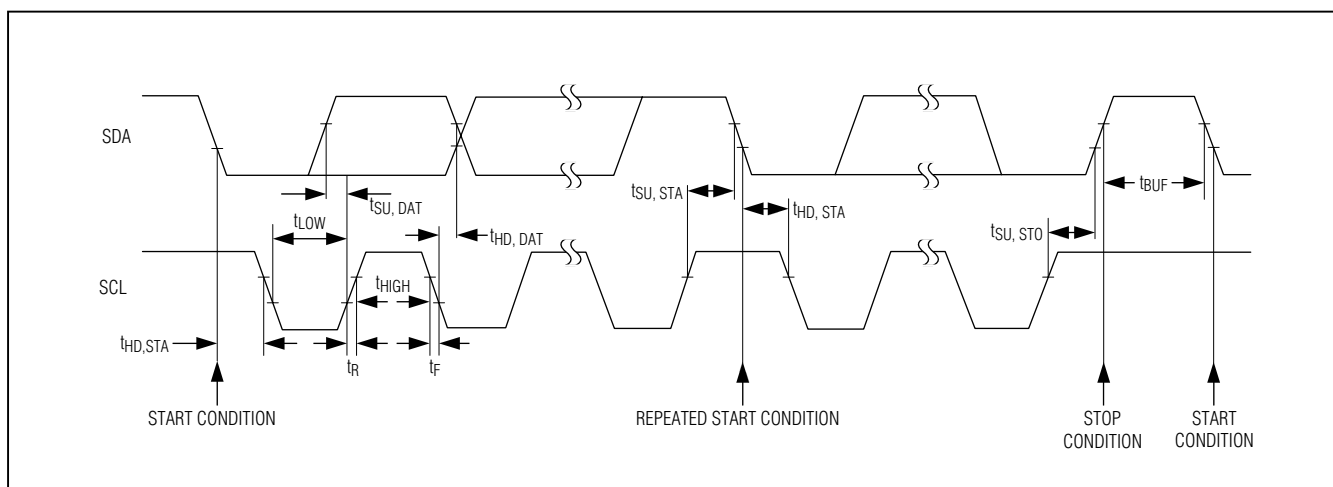 SDA
tSU, DAT
tLOW
tHD, DAT
tSU, STA
tHD, STA
tBUF
tSU, STO
SCL
tHIGH
tHD,STA
tR
tF
START CONDITION
REPEATED START CONDITION
STOP
CONDITION
START
CONDITION